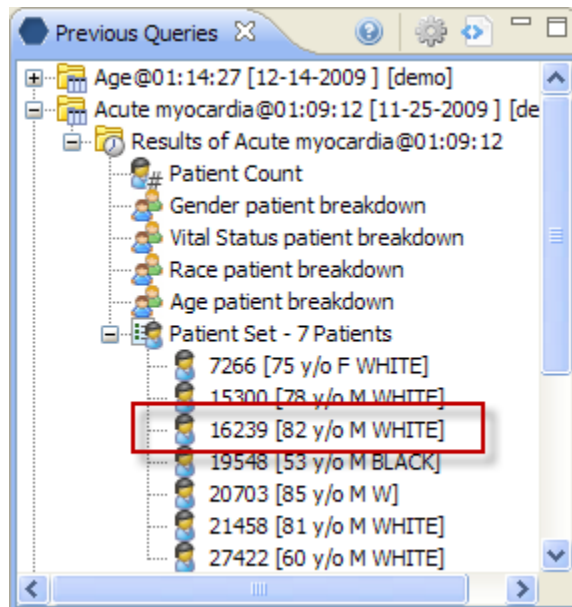 Previous Queries
Age@01:14:27 [12-14-2009 ] [demo]
Acute myocardia@01:09:12 [11-25-2009 ] [de
Results of Acute myocardia@01:09:12
# Patient Count
Gender patient breakdown
Vital Status patient breakdown
Race patient breakdown
Age patient breakdown
Patient Set - 7 Patients
7266 [75 y/o F WHITE]
15300 [78 y/o M WHITE]
16239 [82 y/o M WHITE]
19548 [53 y/o M BLACK]
20703 [85 y/o M W]
21458 [81 y/o M WHITE]
27422 [60 y/o M WHITE]